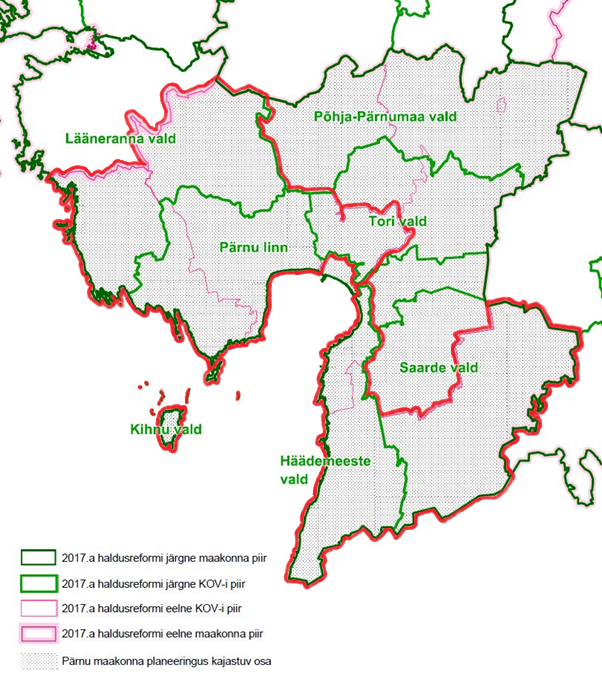 Põhja-Pärnumaa vald
Lääneranna vald
Tori vald
Pärnu linn
Saarde vald
Kihnu vald
Häädemeeste
vald
2017.a haldusreformi järgne maakonna piir
2017.a haldusreformi järgne KOV-i piir
2017.a haldusreformi eelne KOV-i piir
2017.a haldusreformi eelne maakonna piir
Pärnu maakonna planeeringus kajastuv osa